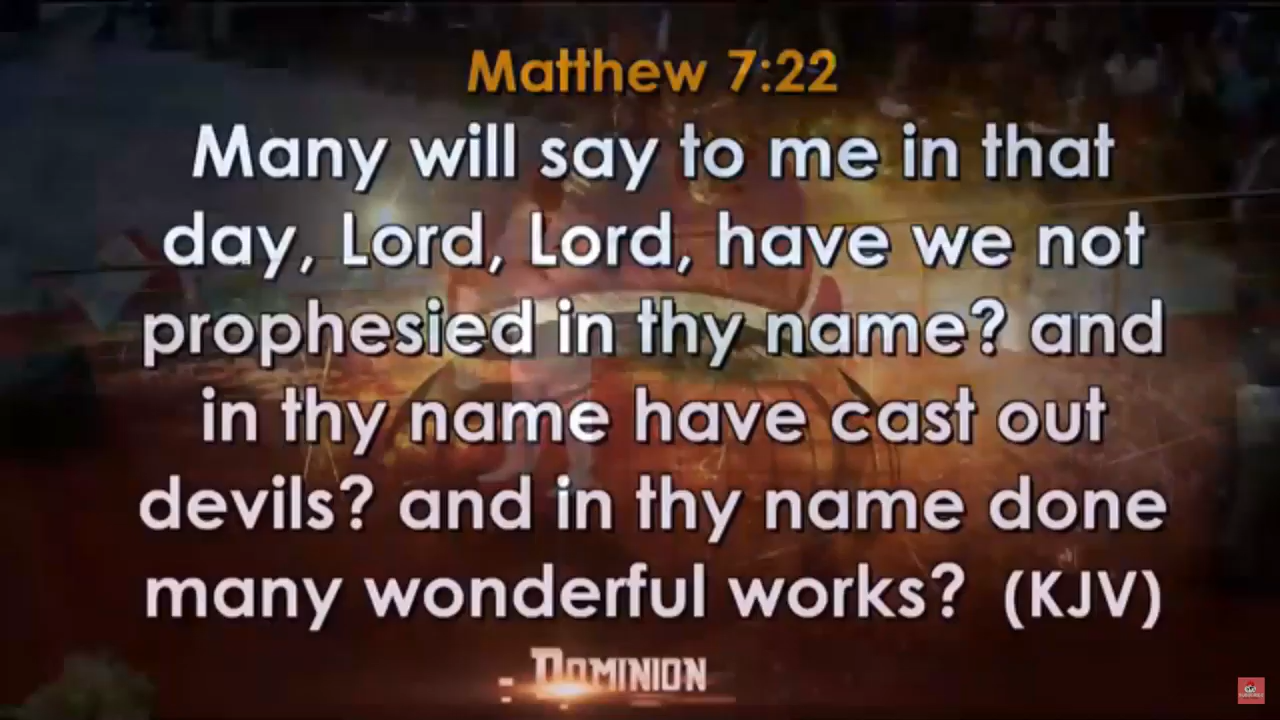 Matthew 7:22
Many will say to me in that
day, Lord, Lord, have we not
prophesied in thy name? and
in thy name have cast out
devils? and in thy name done
many wonderful works? (KJV)
DOMINION